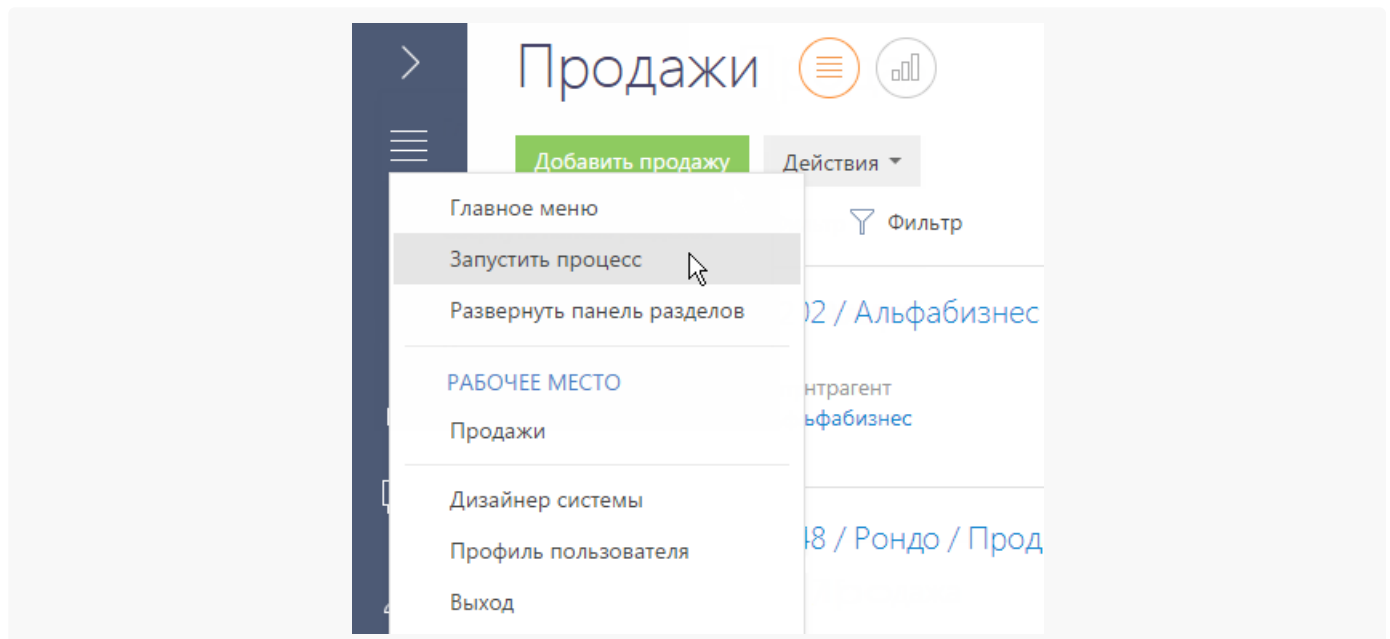 Продажи
Добавить продажу
Действия
Главное меню
Запустить процесс
Развернуть панель разделов
Фильтр
РАБОЧЕЕ МЕСТО
Продажи
Дизайнер системы
Профиль пользователя
Выход
02 / Альфабизнес
нтрагент
ьфабизнес
48 / Рондо / Прод